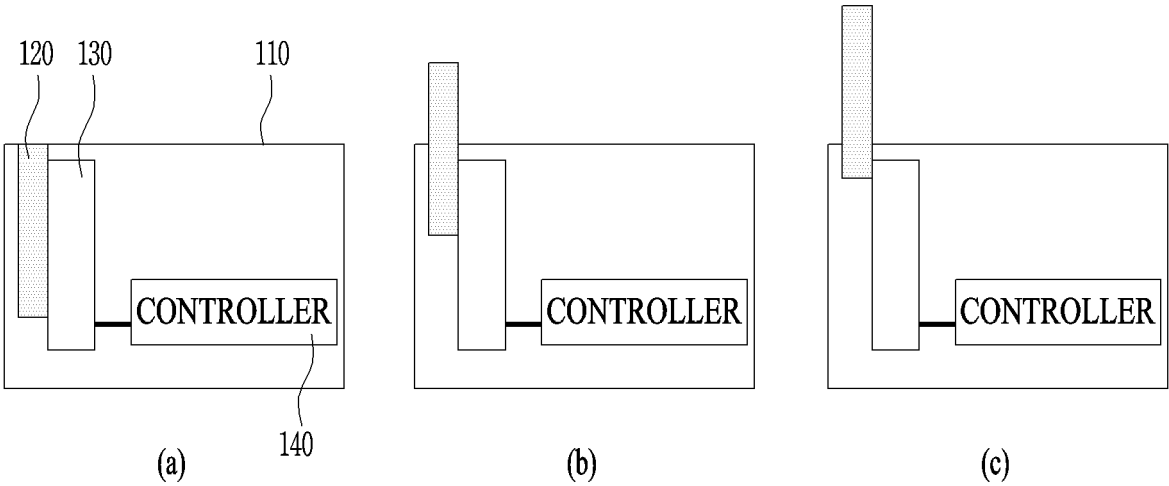 120 130 110
CONTROLLER CONTROLLER CONTROLLER
140
(a) (b) (c)